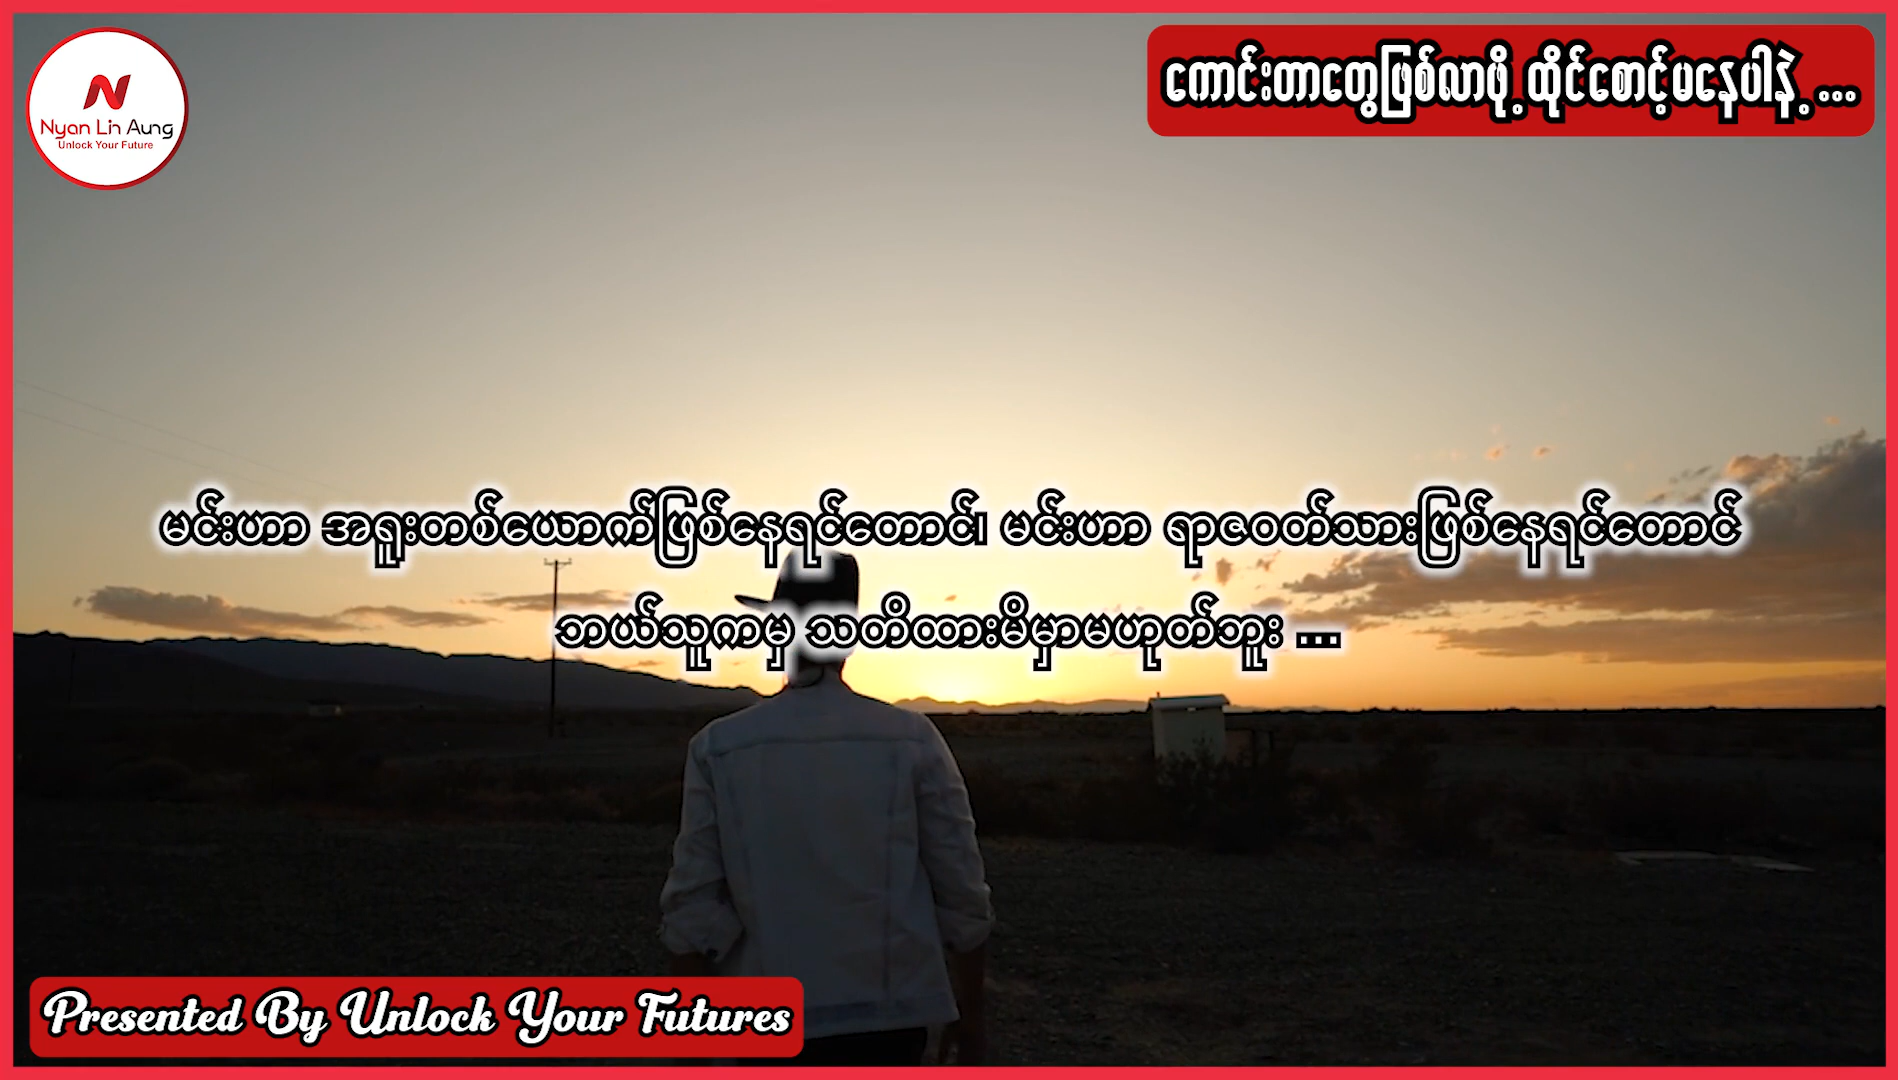 Nyan Lin Aung
Unlock Your Future
ကောင်းတာတွေဖြစ်လာဖို့ ထိုင်စောင့်မနေပါနဲ့ ...
မင်းဟာ အရူးတစ်ယောက်ဖြစ်နေရင်တောင်၊ မင်းဟာ ရာဇဝတ်သားဖြစ်နေရင်တောင်
ဘယ်သူကမှ သတိထားမိမှာမဟုတ်ဘူး ...
Presented By Unlock Your Futures